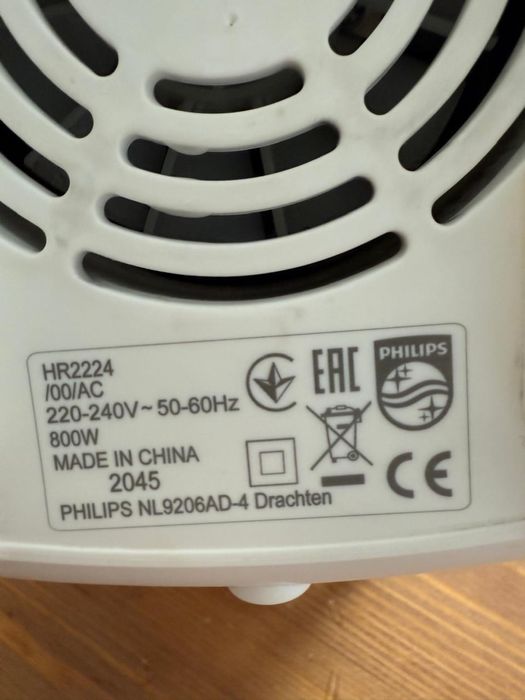 HR2224
/00/AC
220-240V~ 50-60Hz
800W
MADE IN CHINA
2045
PHILIPS NL9206AD-4 Drachten
EAC
PHILIPS
CE